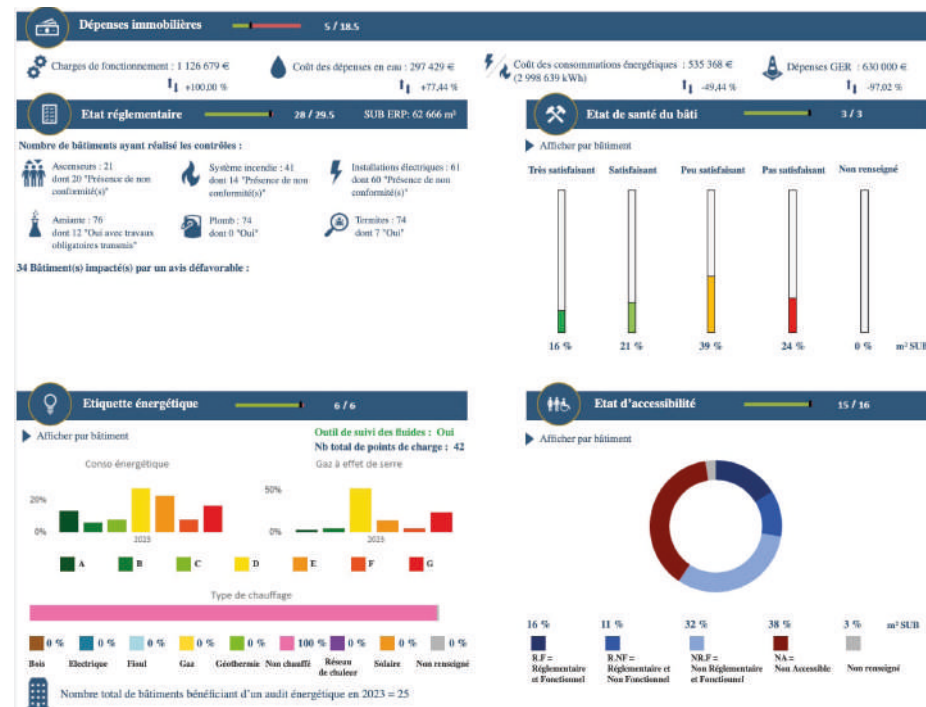 Dépenses immobilières 5 / 18.5
Charges de fonctionnement : 1 126 679 €
+100,00 %
Coût des dépenses en eau : 297 429 €
+77,44 %
Coût des consommations énergétiques : 535 368 €
(2 998 639 kWh)
-49,44 %
Dépenses GER : 630 000 €
-97,02 %
Etat réglementaire 28 / 29.5 SUB ERP: 62 666 m²
Nombre de bâtiments ayant réalisé les contrôles :
Ascenseurs : 21
dont 20 "Présence de non
conformité(s)"
Système incendie : 41
dont 14 "Présence de non
conformité(s)"
Installations électriques : 61
dont 60 "Présence de non
conformité(s)"
Amiante : 76
dont 12 "Oui avec travaux
obligatoires transmis"
Plomb : 74
dont 0 "Oui"
Termites : 74
dont 7 "Oui"
34 Bâtiment(s) impacté(s) par un avis défavorable :
Etat de santé du bâti 3 / 3
Afficher par bâtiment
Très satisfaisant Satisfaisant Peu satisfaisant Pas satisfaisant Non renseigné
16 % 21 % 39 % 24 % 0 % m² SUB
Etiquette énergétique 6 / 6
Afficher par bâtiment
Outil de suivi des fluides : Oui
Nb total de points de charge : 42
Conso énergétique
20%
0%
2023
Gaz à effet de serre
50%
0%
2023
A B C D E F G
Type de chauffage
0 % 0 % 0 % 0 % 0 % 100 % 0 % 0 % 0 %
Bois Electrique Fioul Gaz Géothermie Non chauffé Réseau
de chaleur Solaire Non renseigné
Nombre total de bâtiments bénéficiant d'un audit énergétique en 2023 = 25
Etat d'accessibilité 15 / 16
Afficher par bâtiment
16 % 11 % 32 % 38 % 3 % m² SUB
R.F =
Réglementaire
et Fonctionnel
R.NF =
Réglementaire et
Non Fonctionnel
NR.F =
Non Réglementaire
et Fonctionnel
NA =
Non Accessible
Non renseigné